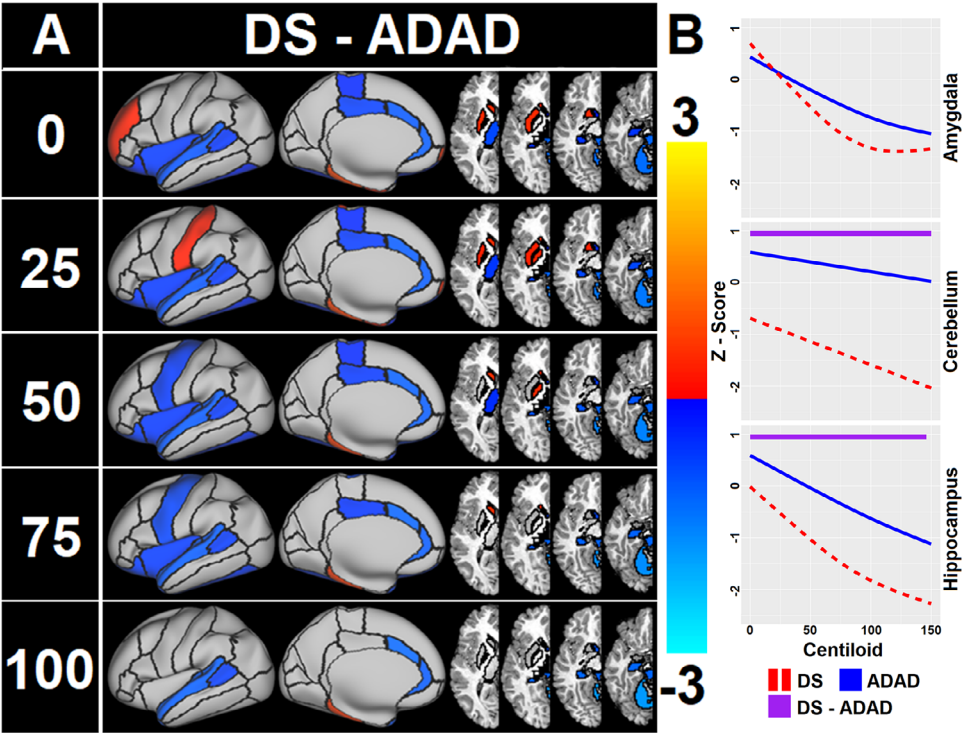 A
DS - ADAD
B
0
25
50
75
100
3
Z - Score
-3
1
0
-1
-2
Amygdala
1
0
-1
-2
Cerebellum
1
0
-1
-2
Hippocampus
0 50 100 150
Centiloid
DS ADAD
DS - ADAD